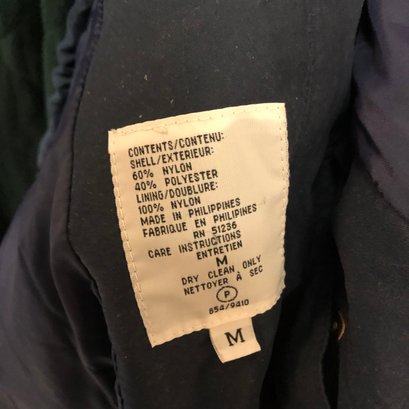 CONTENTS/CONTENU:
SHELL/EXTERIEUR:
60% NYLON
40% POLYESTER
LINING/DOUBLURE:
100% NYLON
MADE IN PHILIPPINES
FABRIQUE EN PHILIPINES
RN 51236
CARE INSTRUCTIONS
ENTRETIEN
M
DRY CLEAN ONLY
NETTOYER À SEC
P
654/9410
M